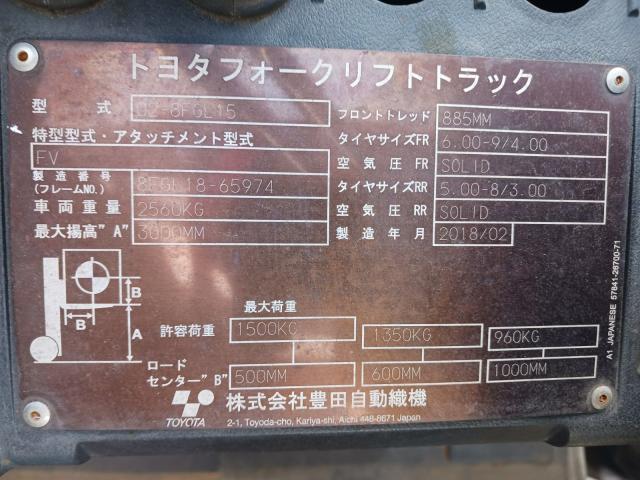 トヨタフォークリフトトラック
型 式 02-8FGL15
フロントトレッド 885MM
特型型式・アタッチメント型式
FV
タイヤサイズFR 6.00-9/4.00
空気圧FR SOLID
製造番号
(フレームNO.) 8FGL18-65974
タイヤサイズRR 5.00-8/3.00
車両重量 2560KG
空気圧RR SOLID
最大揚高"A" 3000MM
製造年月 2018/02
B
B
A
最大荷重
許容荷重 1500KG 1350KG 960KG
ロード
センター"B" 500MM 600MM 1000MM
TOYOTA
株式会社豊田自動織機
2-1, Toyoda-cho, Kariya-shi, Aichi 448-8671 Japan
A1 JAPANESE 57841-26700-71